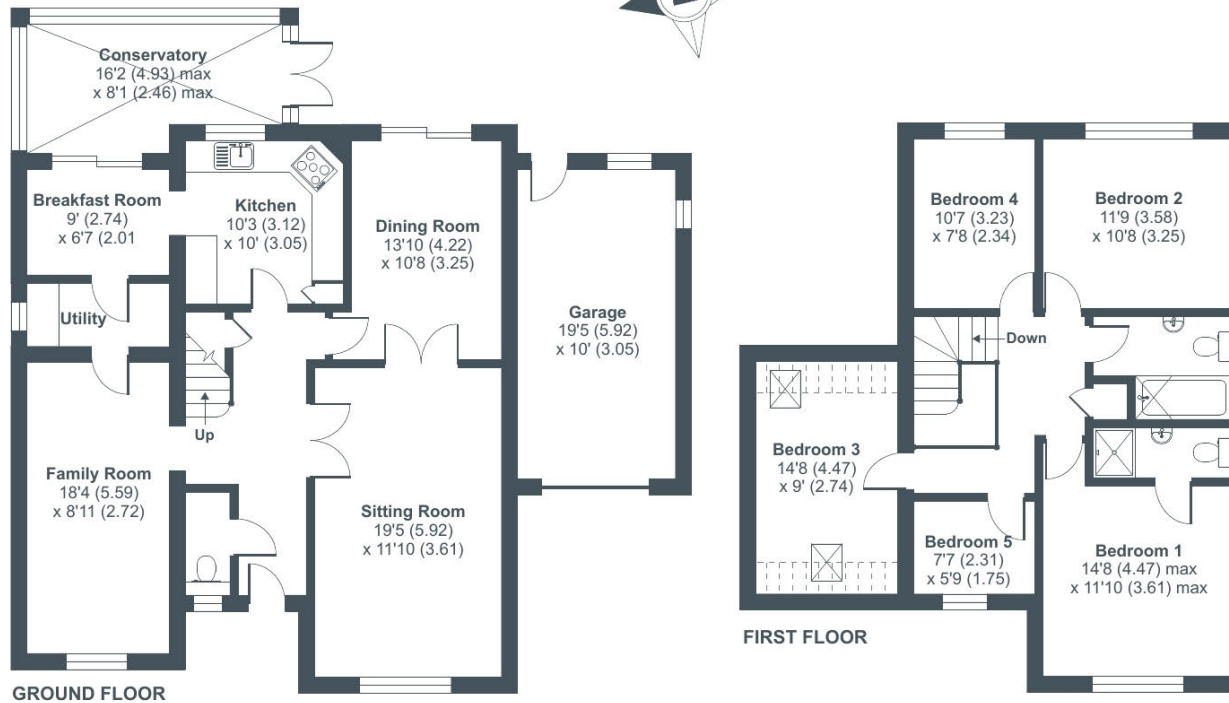 Conservatory
16'2 (4.93) max
x 8'1 (2.46) max
Breakfast Room
9' (2.74)
x 6'7 (2.01
Kitchen
10'3 (3.12)
x 10' (3.05)
Dining Room
13'10 (4.22)
x 10'8 (3.25)
Utility
Garage
19'5 (5.92)
x 10' (3.05)
Up
Family Room
18'4 (5.59)
x 8'11 (2.72)
Sitting Room
19'5 (5.92)
x 11'10 (3.61)
GROUND FLOOR
Bedroom 4
10'7 (3.23)
x 7'8 (2.34)
Bedroom 2
11'9 (3.58)
x 10'8 (3.25)
Down
Bedroom 3
14'8 (4.47)
x 9' (2.74)
Bedroom 5
7'7 (2.31)
x 5'9 (1.75)
Bedroom 1
14'8 (4.47) max
x 11'10 (3.61) max
FIRST FLOOR